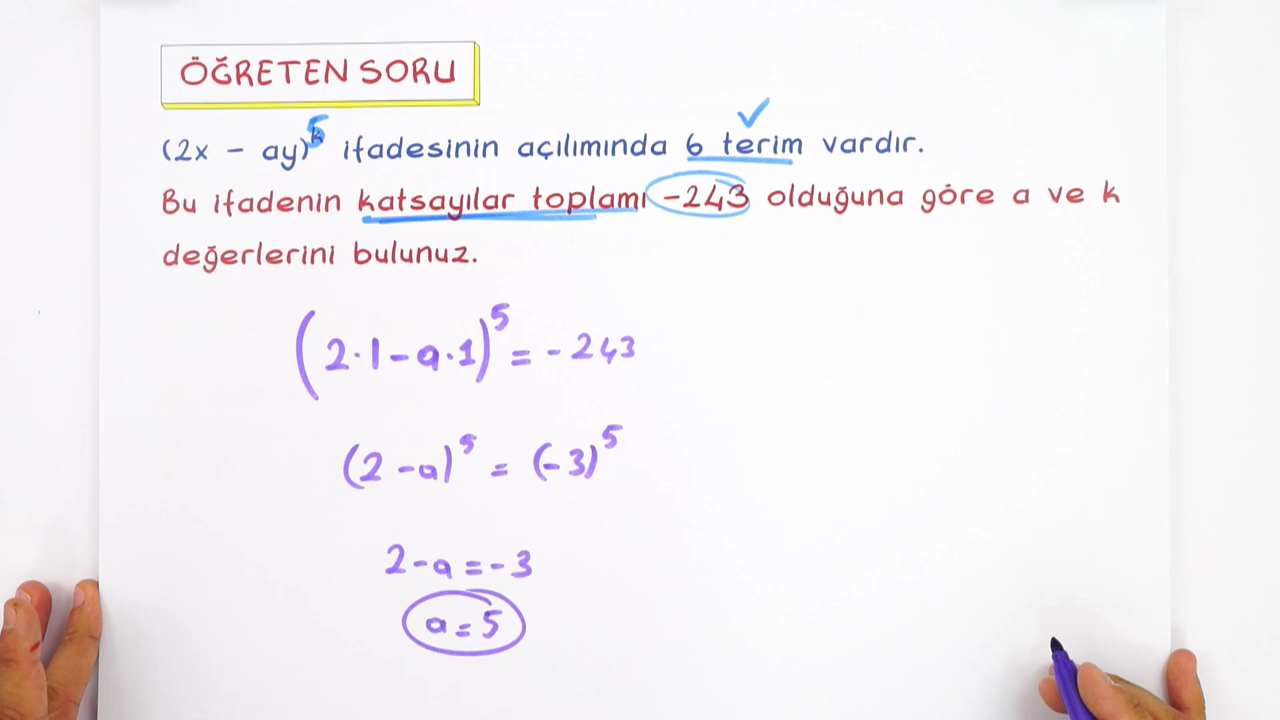 ÖĞRETEN SORU
(2x - ay)^k 5 ifadesinin açılımında 6 terim vardır. ✓
Bu ifadenin katsayılar toplamı -243 olduğuna göre a ve k
değerlerini bulunuz.
(2·1-a·1)^5 = -243
(2-a)^5 = (-3)^5
2-a=-3
a=5